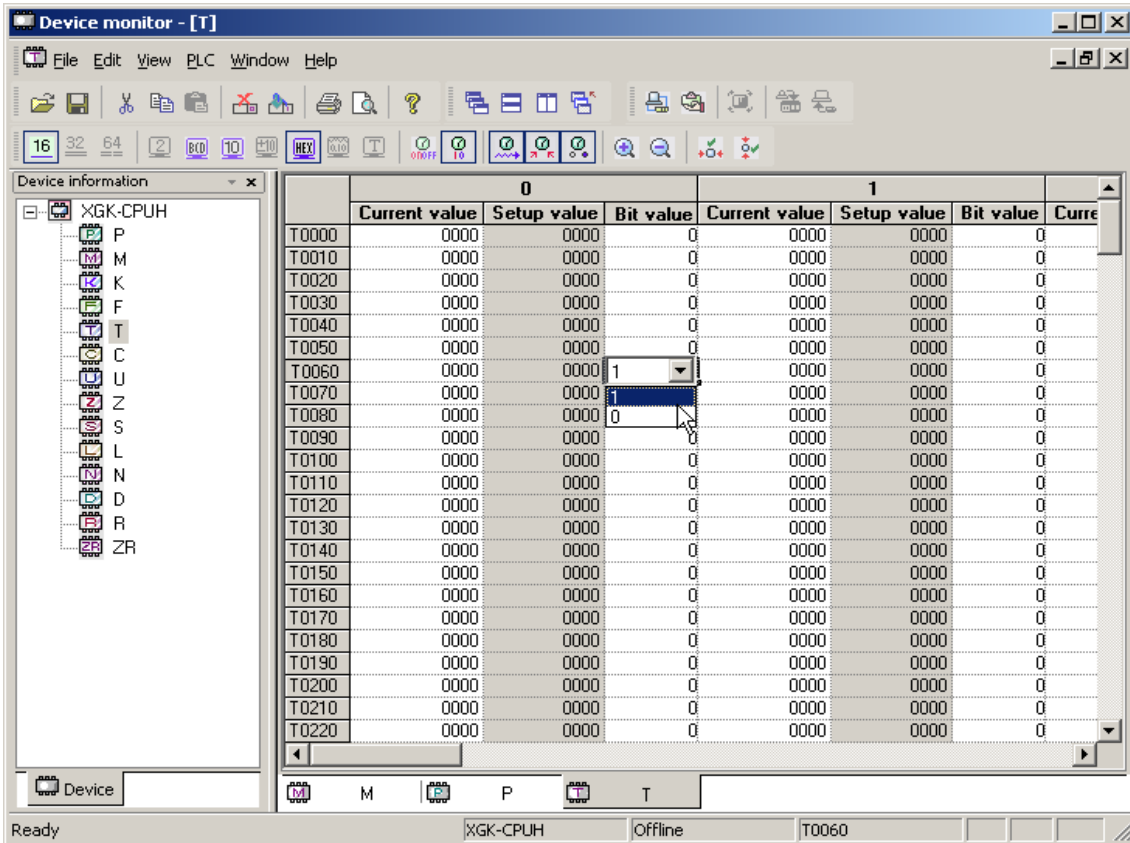 Device monitor - [T]
File Edit View PLC Window Help
16 32 64 2 BCD 10 ±10 HEX 0,10 T ON OFF 10
Device information
XGK-CPUH
P
M
K
F
T
C
U
Z
S
L
N
D
R
ZR
Device
0 1
Current value Setup value Bit value Current value Setup value Bit value Curre
T0000 0000 0000 0 0000 0000 0
T0010 0000 0000 0 0000 0000 0
T0020 0000 0000 0 0000 0000 0
T0030 0000 0000 0 0000 0000 0
T0040 0000 0000 0 0000 0000 0
T0050 0000 0000 0 0000 0000 0
T0060 0000 0000 1 0000 0000 0
T0070 0000 0000 1 0000 0000 0
T0080 0000 0000 0 0000 0000 0
T0090 0000 0000 0 0000 0000 0
T0100 0000 0000 0 0000 0000 0
T0110 0000 0000 0 0000 0000 0
T0120 0000 0000 0 0000 0000 0
T0130 0000 0000 0 0000 0000 0
T0140 0000 0000 0 0000 0000 0
T0150 0000 0000 0 0000 0000 0
T0160 0000 0000 0 0000 0000 0
T0170 0000 0000 0 0000 0000 0
T0180 0000 0000 0 0000 0000 0
T0190 0000 0000 0 0000 0000 0
T0200 0000 0000 0 0000 0000 0
T0210 0000 0000 0 0000 0000 0
T0220 0000 0000 0 0000 0000 0
M P T
Ready XGK-CPUH Offline T0060